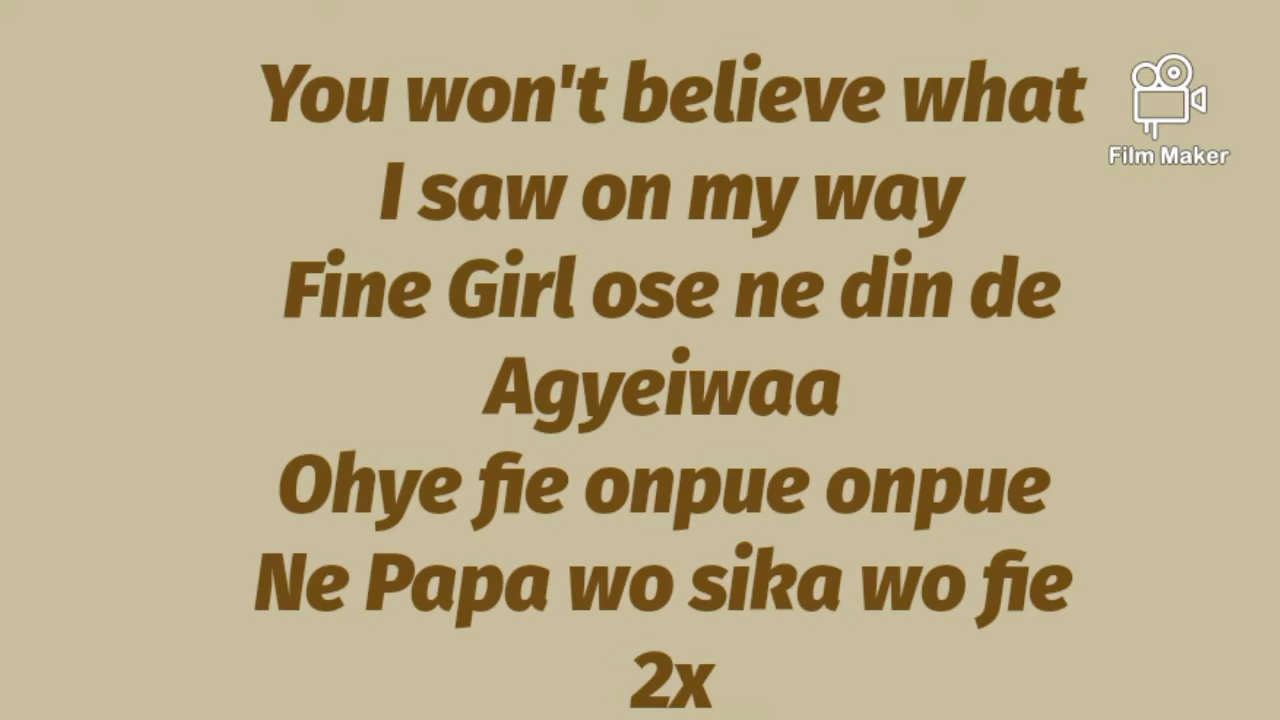 You won't believe what
I saw on my way
Fine Girl ose ne din de
Agyeiwaa
Ohye fie onpue onpue
Ne Papa wo sika wo fie
2x
Film Maker